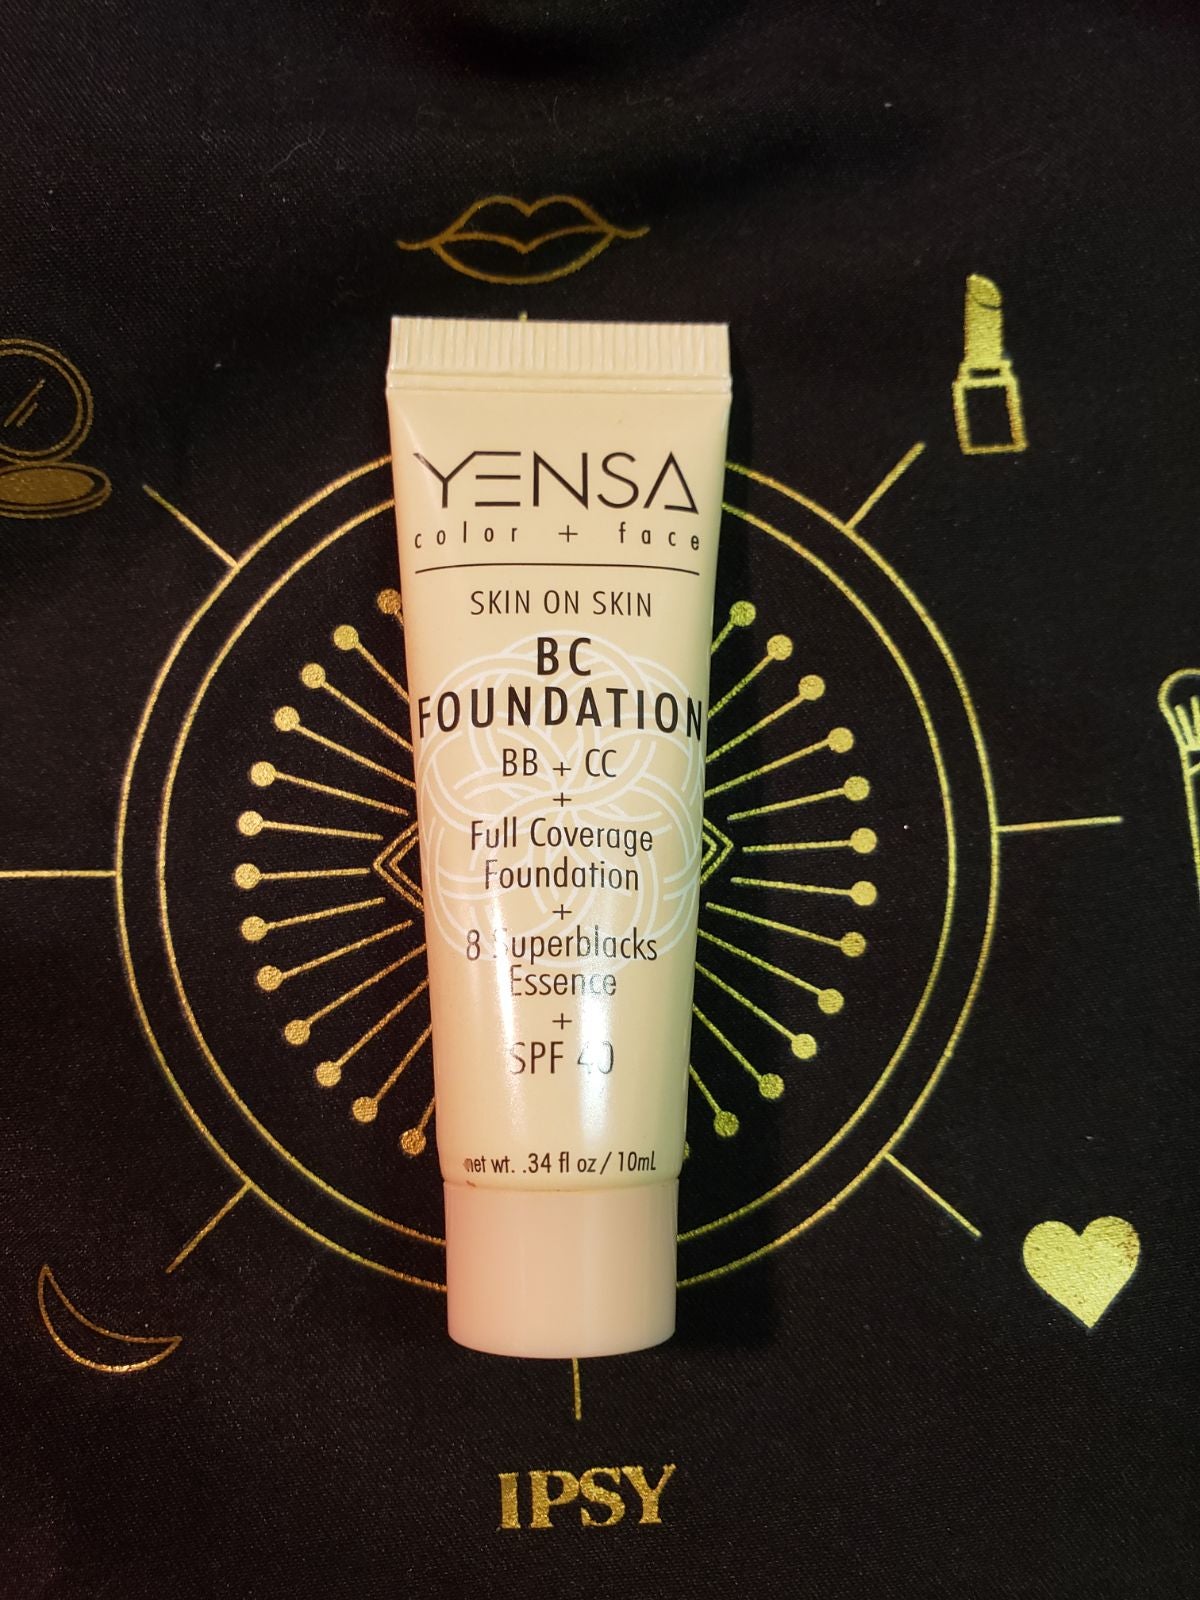 YENSA
color + face
SKIN ON SKIN
BC
FOUNDATION
BB + CC
+
Full Coverage
Foundation
+
8 Superblacks
Essence
+
SPF 40
net wt. .34 fl oz / 10mL
IPSY